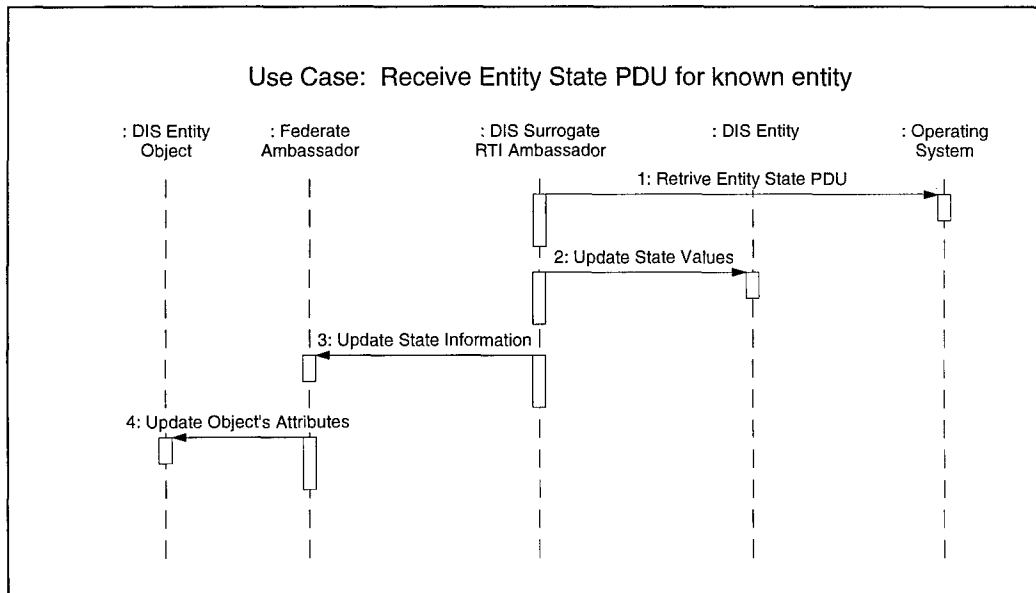 Use Case: Receive Entity State PDU for known entity
: DIS Entity
Object
: Federate
Ambassador
: DIS Surrogate
RTI Ambassador
: DIS Entity
: Operating
System
1: Retrive Entity State PDU
2: Update State Values
3: Update State Information
4: Update Object's Attributes